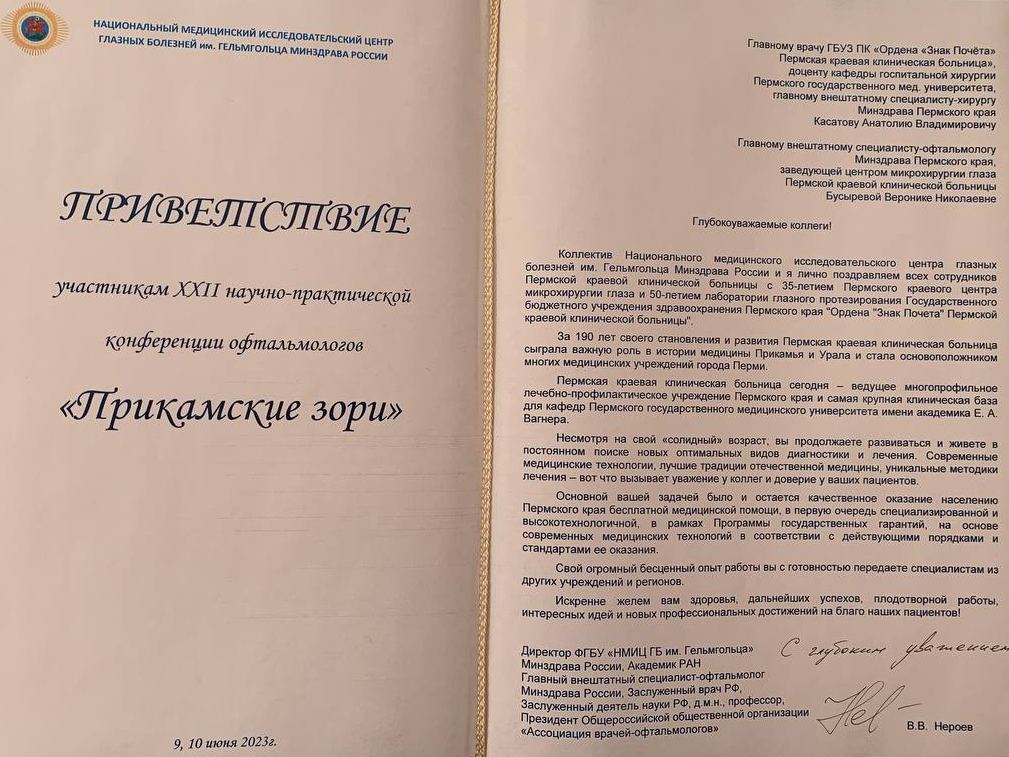 НАЦИОНАЛЬНЫЙ МЕДИЦИНСКИЙ ИССЛЕДОВАТЕЛЬСКИЙ ЦЕНТР
ГЛАЗНЫХ БОЛЕЗНЕЙ им. ГЕЛЬМГОЛЬЦА МИНЗДРАВА РОССИИ
ПРИВЕТСТВИЕ
участникам XXII научно-практической
конференции офтальмологов
«Прикамские зори»
9, 10 июня 2023г.
Главному врачу ГБУЗ ПК «Ордена «Знак Почёта»
Пермская краевая клиническая больница»,
доценту кафедры госпитальной хирургии
Пермского государственного мед. университета,
главному внештатному специалисту-хирургу
Минздрава Пермского края
Касатову Анатолию Владимировичу
Главному внештатному специалисту-офтальмологу
Минздрава Пермского края,
заведующей центром микрохирургии глаза
Пермской краевой клинической больницы
Бусыревой Веронике Николаевне
Глубокоуважаемые коллеги!
Коллектив Национального медицинского исследовательского центра глазных
болезней им. Гельмгольца Минздрава России и я лично поздравляем всех сотрудников
Пермской краевой клинической больницы с 35-летием Пермского краевого центра
микрохирургии глаза и 50-летием лаборатории глазного протезирования Государственного
бюджетного учреждения здравоохранения Пермского края "Ордена "Знак Почета" Пермской
краевой клинической больницы".
За 190 лет своего становления и развития Пермская краевая клиническая больница
сыграла важную роль в истории медицины Прикамья и Урала и стала основоположником
многих медицинских учреждений города Перми.
Пермская краевая клиническая больница сегодня – ведущее многопрофильное
лечебно-профилактическое учреждение Пермского края и самая крупная клиническая база
для кафедр Пермского государственного медицинского университета имени академика Е. А.
Вагнера.
Несмотря на свой «солидный» возраст, вы продолжаете развиваться и живете в
постоянном поиске новых оптимальных видов диагностики и лечения. Современные
медицинские технологии, лучшие традиции отечественной медицины, уникальные методики
лечения – вот что вызывает уважение у коллег и доверие у ваших пациентов.
Основной вашей задачей было и остается качественное оказание населению
Пермского края бесплатной медицинской помощи, в первую очередь специализированной и
высокотехнологичной, в рамках Программы государственных гарантий, на основе
современных медицинских технологий в соответствии с действующими порядками и
стандартами ее оказания.
Свой огромный бесценный опыт работы вы с готовностью передаете специалистам из
других учреждений и регионов.
Искренне желем вам здоровья, дальнейших успехов, плодотворной работы,
интересных идей и новых профессиональных достижений на благо наших пациентов!
С глубоким уважением
Директор ФГБУ «НМИЦ ГБ им. Гельмгольца»
Минздрава России, Академик РАН
Главный внештатный специалист-офтальмолог
Минздрава России, Заслуженный врач РФ,
Заслуженный деятель науки РФ, д.м.н., профессор,
Президент Общероссийской общественной организации
«Ассоциация врачей-офтальмологов»
В.В. Нероев